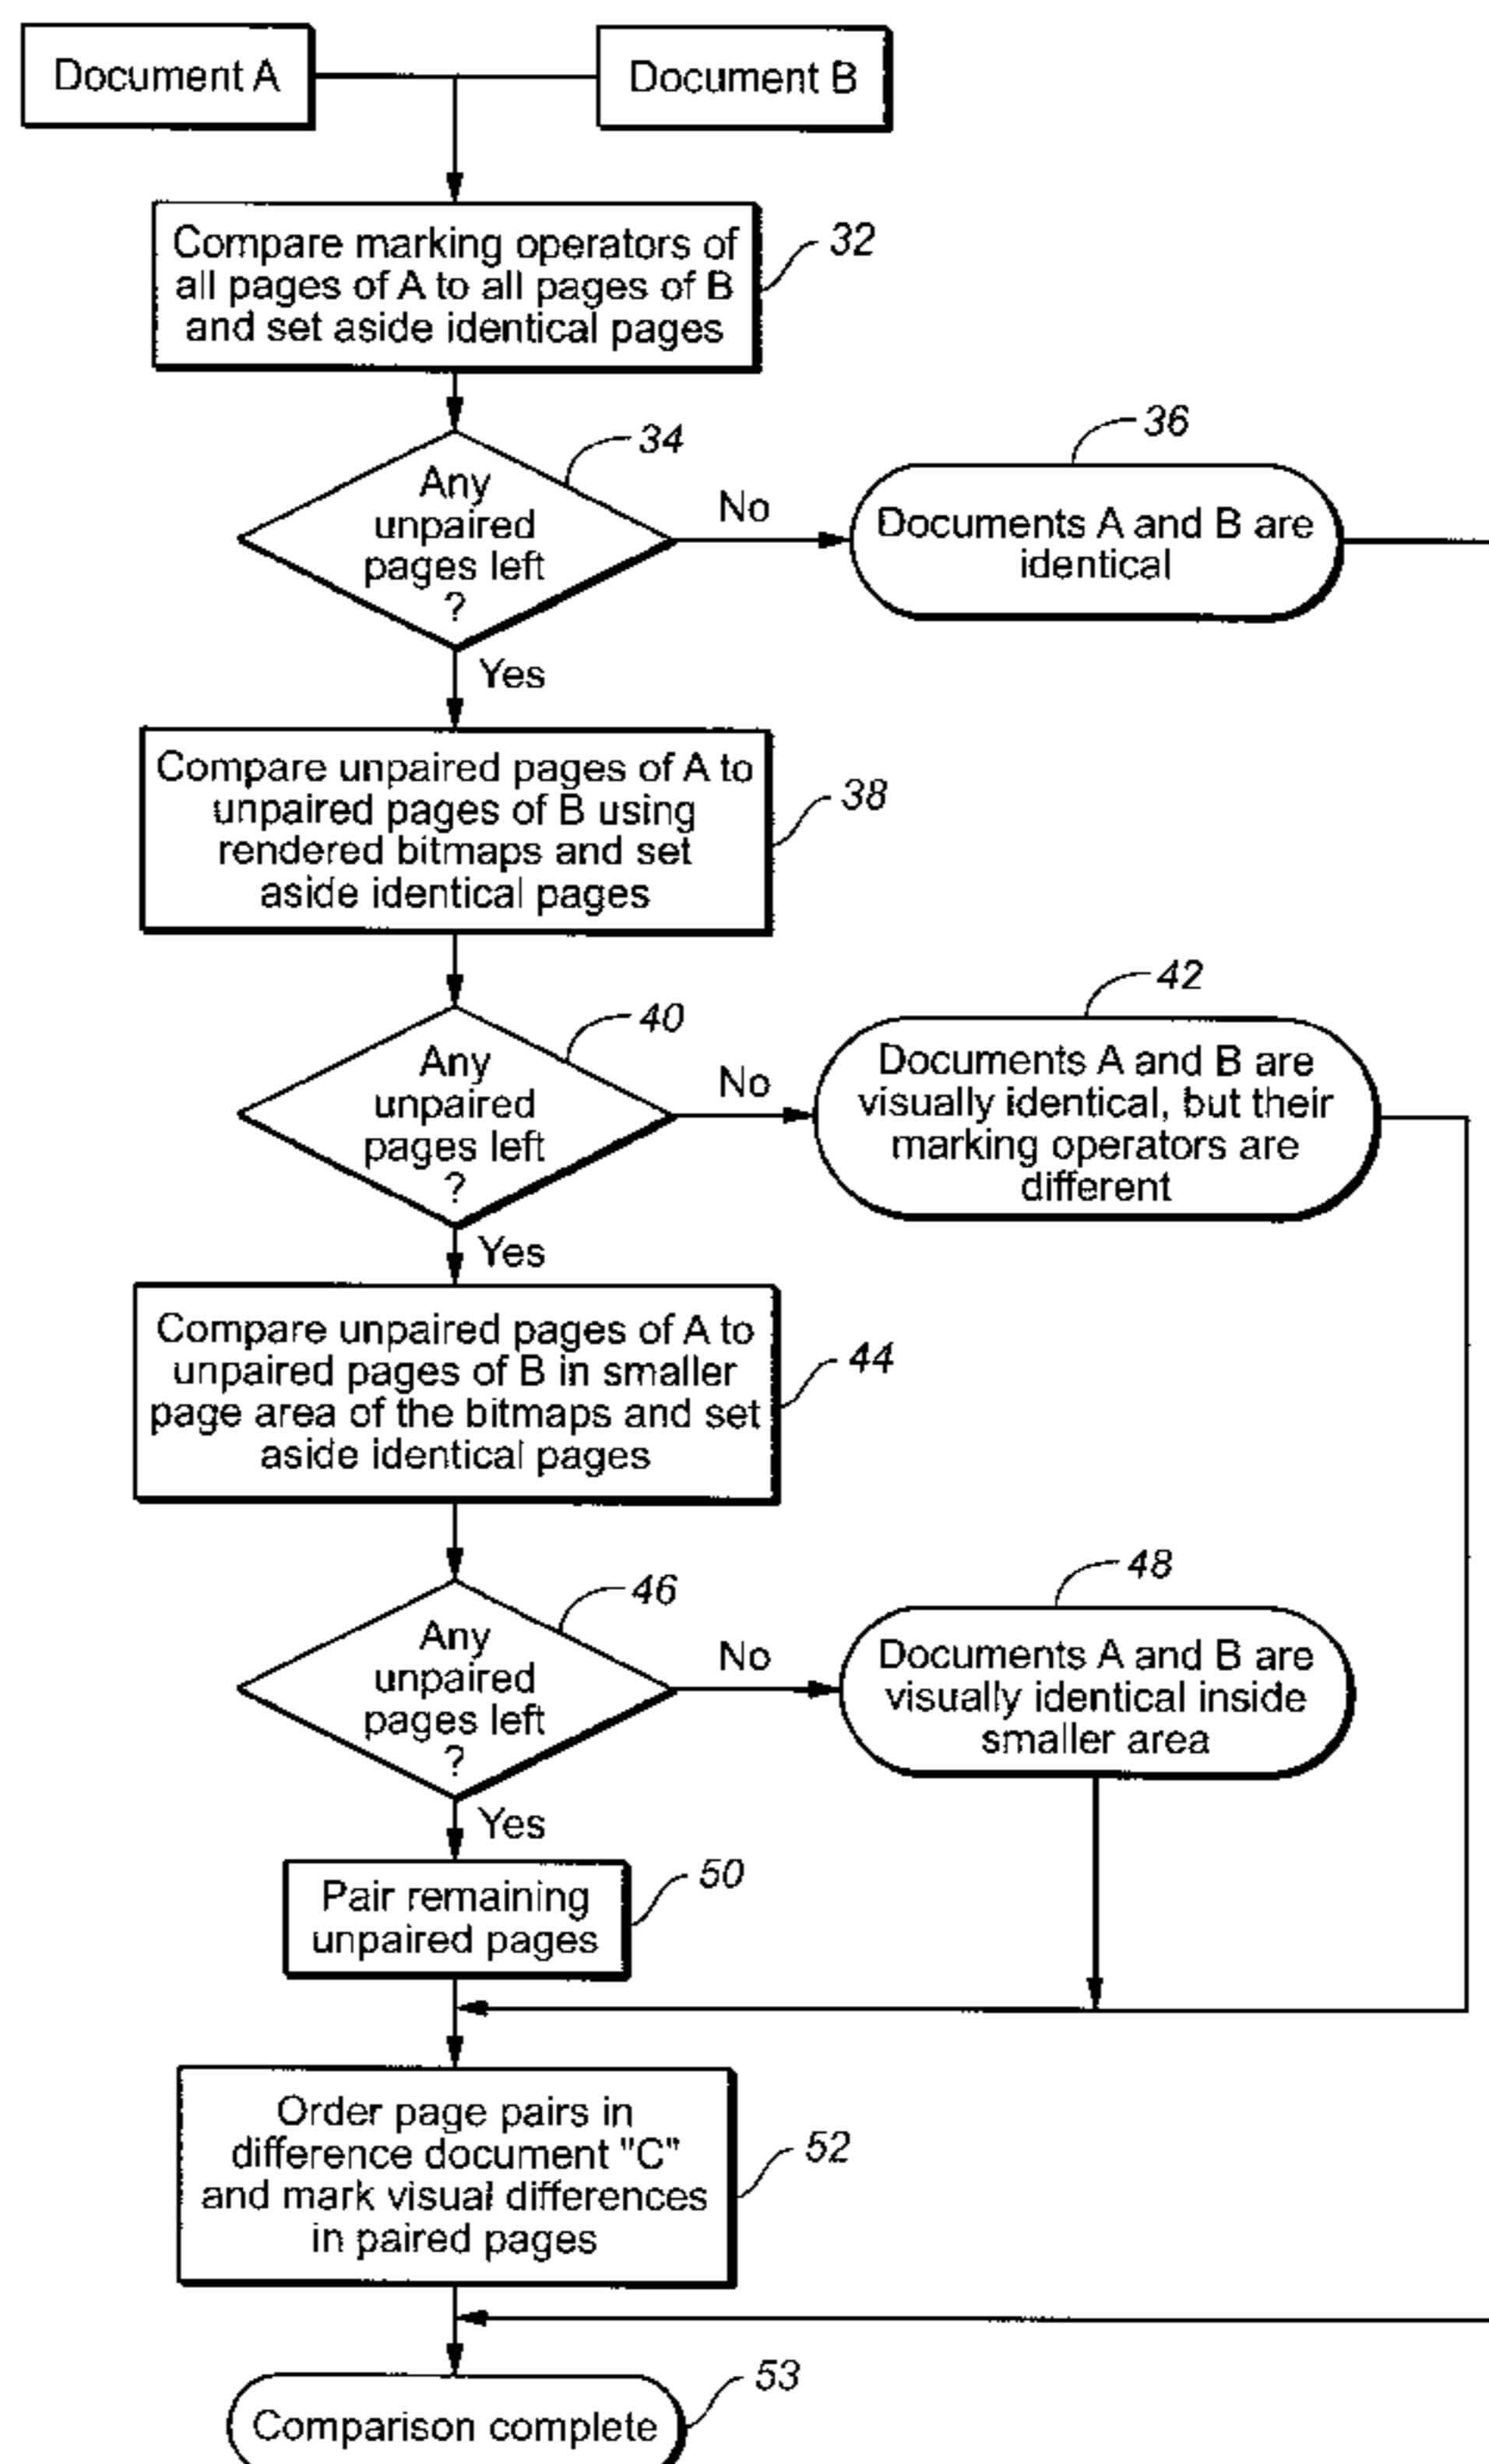 Document A
Document B
Compare marking operators of
all pages of A to all pages of B
and set aside identical pages
32
Any
unpaired
pages left
?
34
No
Documents A and B are
identical
36
Yes
Compare unpaired pages of A to
unpaired pages of B using
rendered bitmaps and set
aside identical pages
38
Any
unpaired
pages left
?
40
No
Documents A and B are
visually identical, but their
marking operators are
different
42
Yes
Compare unpaired pages of A to
unpaired pages of B in smaller
page area of the bitmaps and set
aside identical pages
44
Any
unpaired
pages left
?
46
No
Documents A and B are
visually identical inside
smaller area
48
Yes
Pair remaining
unpaired pages
50
Order page pairs in
difference document "C"
and mark visual differences
in paired pages
52
Comparison complete
53